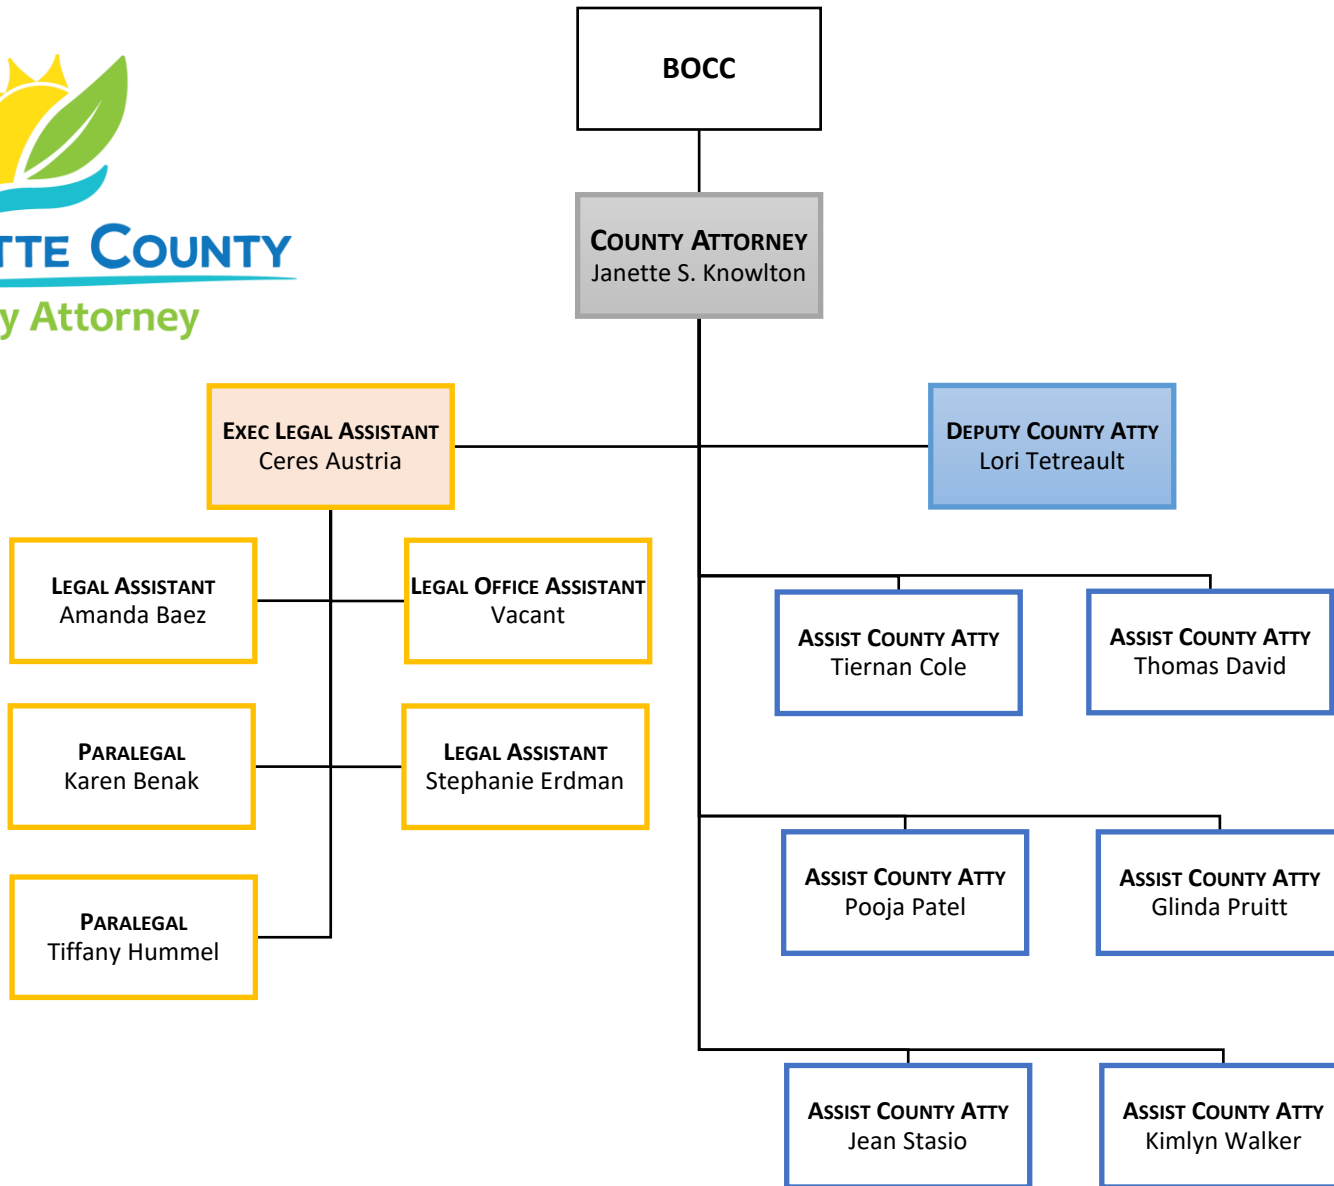 BOCC
TTE COUNTY
y Attorney
COUNTY ATTORNEY
Janette S. Knowlton
EXEC LEGAL ASSISTANT
Ceres Austria
DEPUTY COUNTY ATTY
Lori Tetreault
LEGAL ASSISTANT
Amanda Baez
LEGAL OFFICE ASSISTANT
Vacant
ASSIST COUNTY ATTY
Tiernan Cole
ASSIST COUNTY ATTY
Thomas David
PARALEGAL
Karen Benak
LEGAL ASSISTANT
Stephanie Erdman
ASSIST COUNTY ATTY
Pooja Patel
ASSIST COUNTY ATTY
Glinda Pruitt
PARALEGAL
Tiffany Hummel
ASSIST COUNTY ATTY
Jean Stasio
ASSIST COUNTY ATTY
Kimlyn Walker